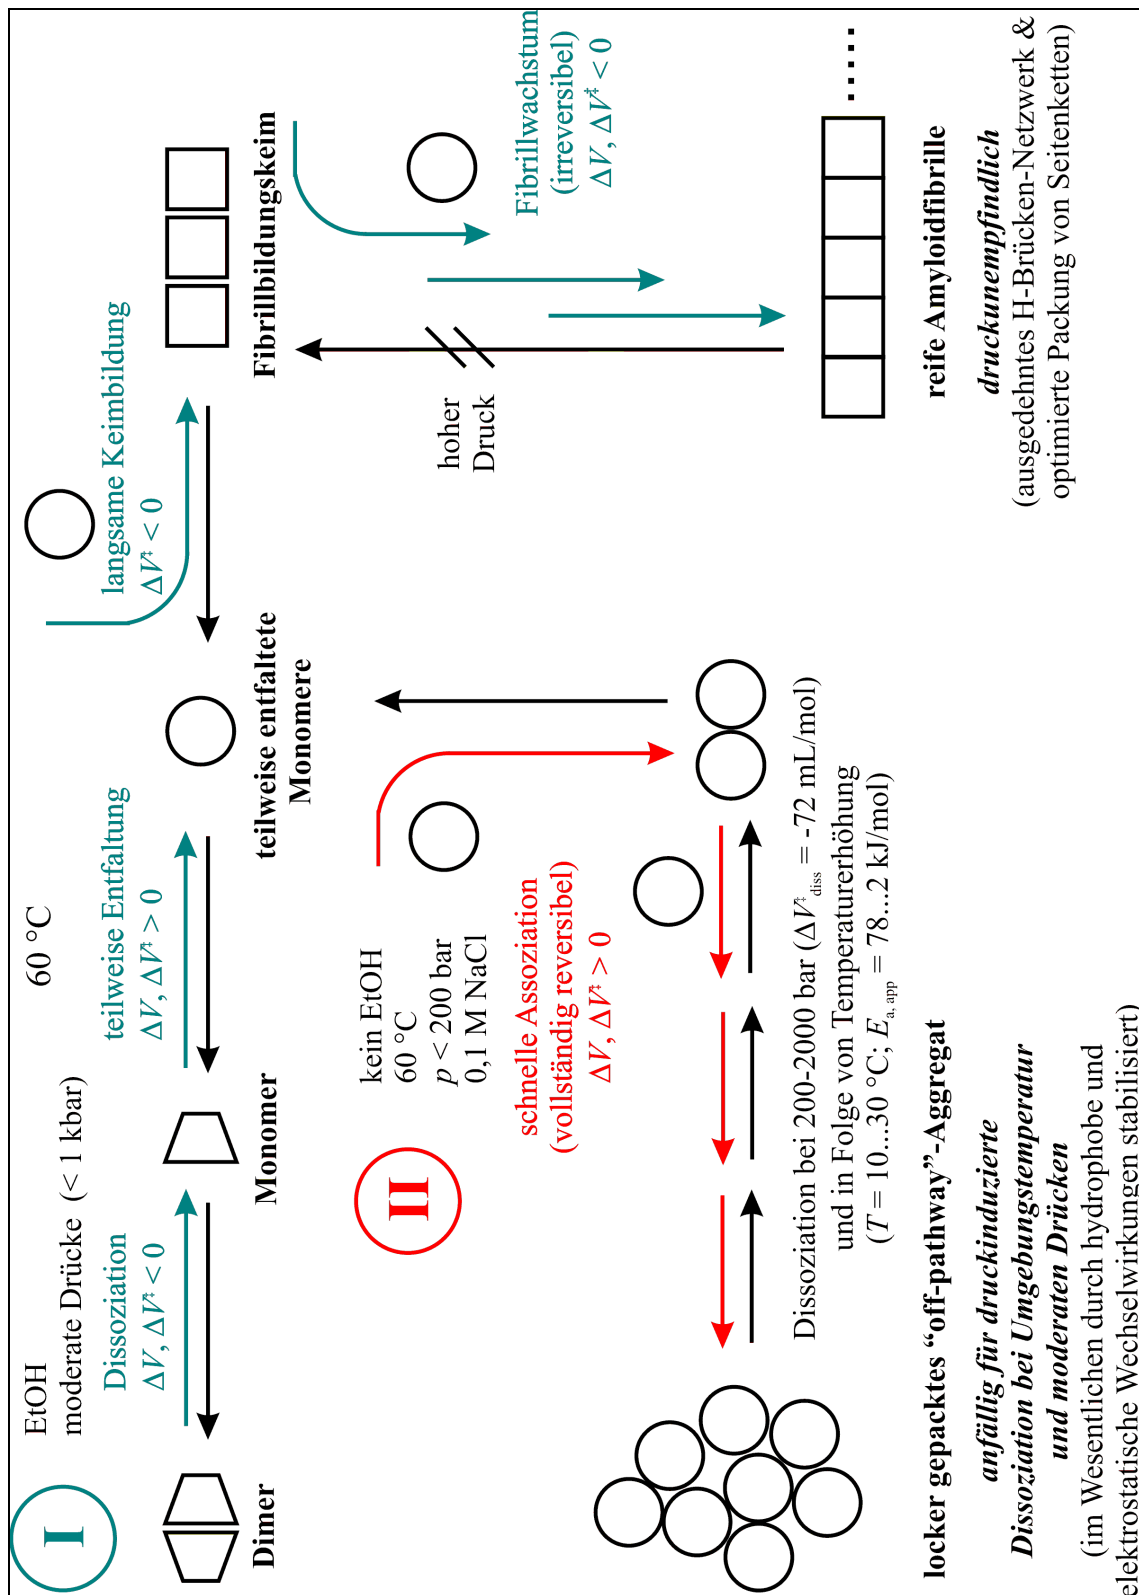 I
EtOH
moderate Drücke (< 1 kbar)
60 °C
Dissoziation
ΔV, ΔV‡ < 0
teilweise Entfaltung
ΔV, ΔV‡ > 0
langsame Keimbildung
ΔV‡ < 0
Dimer
Monomer
teilweise entfaltete
Monomere
Fibrillbildungskeim
II
kein EtOH
60 °C
p < 200 bar
0,1 M NaCl
schnelle Assoziation
(vollständig reversibel)
ΔV, ΔV‡ > 0
hoher
Druck
Fibrillwachstum
(irreversibel)
ΔV, ΔV‡ < 0
Dissoziation bei 200-2000 bar (ΔV‡diss = -72 mL/mol)
und in Folge von Temperaturerhöhung
(T = 10...30 °C; Ea, app = 78...2 kJ/mol)
locker gepacktes “off-pathway”-Aggregat
anfällig für druckinduzierte
Dissoziation bei Umgebungstemperatur
und moderaten Drücken
(im Wesentlichen durch hydrophobe und
elektrostatische Wechselwirkungen stabilisiert)
reife Amyloidfibrille
druckunempfindlich
(ausgedehntes H-Brücken-Netzwerk &
optimierte Packung von Seitenketten)